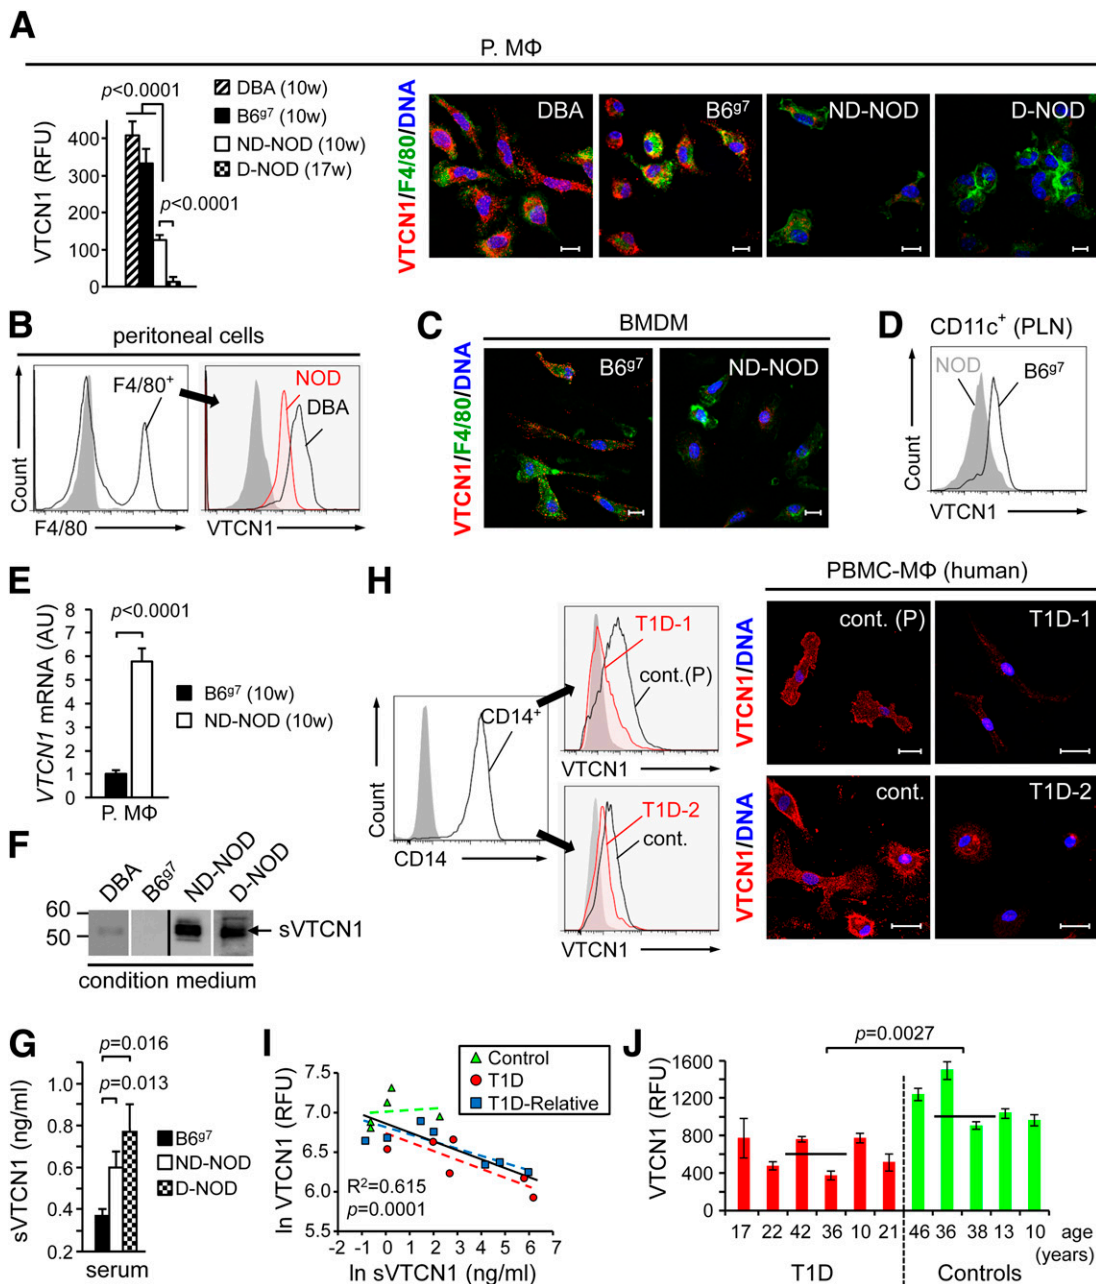 A
P. MΦ
p<0.0001
DBA (10w)
B6g7 (10w)
ND-NOD (10w)
D-NOD (17w)
p<0.0001
VTCN1 (RFU)
400
300
200
100
0
VTCN1/F4/80/DNA
DBA
B6g7
ND-NOD
D-NOD
B
peritoneal cells
F4/80+
Count
F4/80
NOD
DBA
VTCN1
C
BMDM
VTCN1/F4/80/DNA
B6g7
ND-NOD
D
CD11c+ (PLN)
NOD
B6g7
Count
VTCN1
E
p<0.0001
VTCN1 mRNA (AU)
8
7
6
5
4
3
2
1
0
P. MΦ
B6g7 (10w)
ND-NOD (10w)
F
DBA
B6g7
ND-NOD
D-NOD
60
50
sVTCN1
condition medium
G
p=0.016
p=0.013
sVTCN1 (ng/ml)
1.0
0.8
0.6
0.4
0.2
B6g7
ND-NOD
D-NOD
serum
H
PBMC-MΦ (human)
Count
CD14
CD14+
T1D-1
cont.(P)
VTCN1
T1D-2
cont.
VTCN1
VTCN1/DNA
cont. (P)
T1D-1
VTCN1/DNA
cont.
T1D-2
I
Control
T1D
T1D-Relative
ln VTCN1 (RFU)
7.5
7.0
6.5
6.0
5.5
R2=0.615
p=0.0001
-2 -1 0 1 2 3 4 5 6 7
ln sVTCN1 (ng/ml)
J
p=0.0027
VTCN1 (RFU)
1600
1200
800
400
0
17 22 42 36 10 21 46 36 38 13 10 age
(years)
T1D
Controls